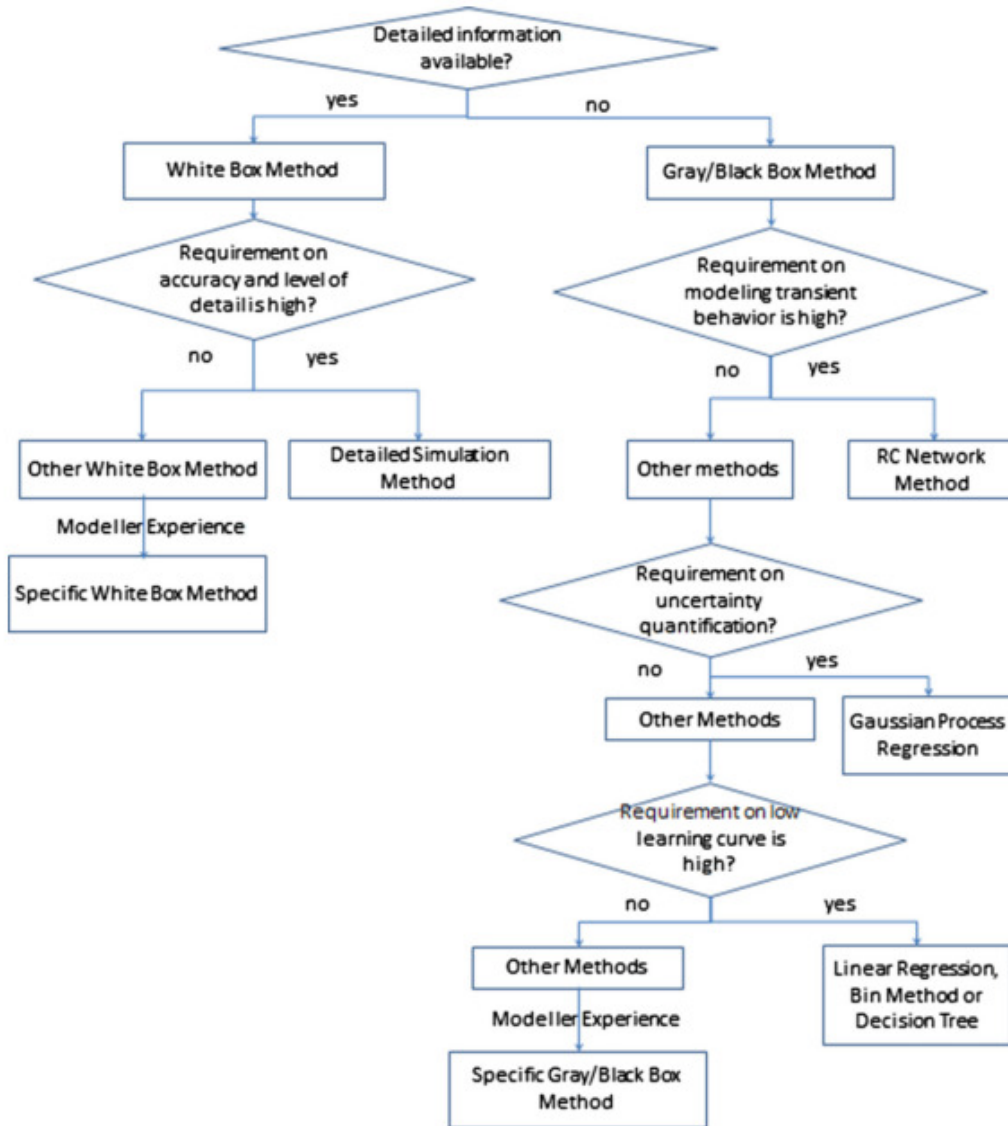 Detailed information
available?
yes
no
White Box Method
Gray/Black Box Method
Requirement on
accuracy and level of
detail is high?
Requirement on
modeling transient
behavior is high?
no
yes
no
yes
Other White Box Method
Detailed Simulation
Method
Other methods
RC Network
Method
Modeller Experience
Specific White Box Method
Requirement on
uncertainty
quantification?
no
yes
Other Methods
Gaussian Process
Regression
Requirement on low
learning curve is
high?
no
yes
Other Methods
Linear Regression,
Bin Method or
Decision Tree
Modeller Experience
Specific Gray/Black Box
Method